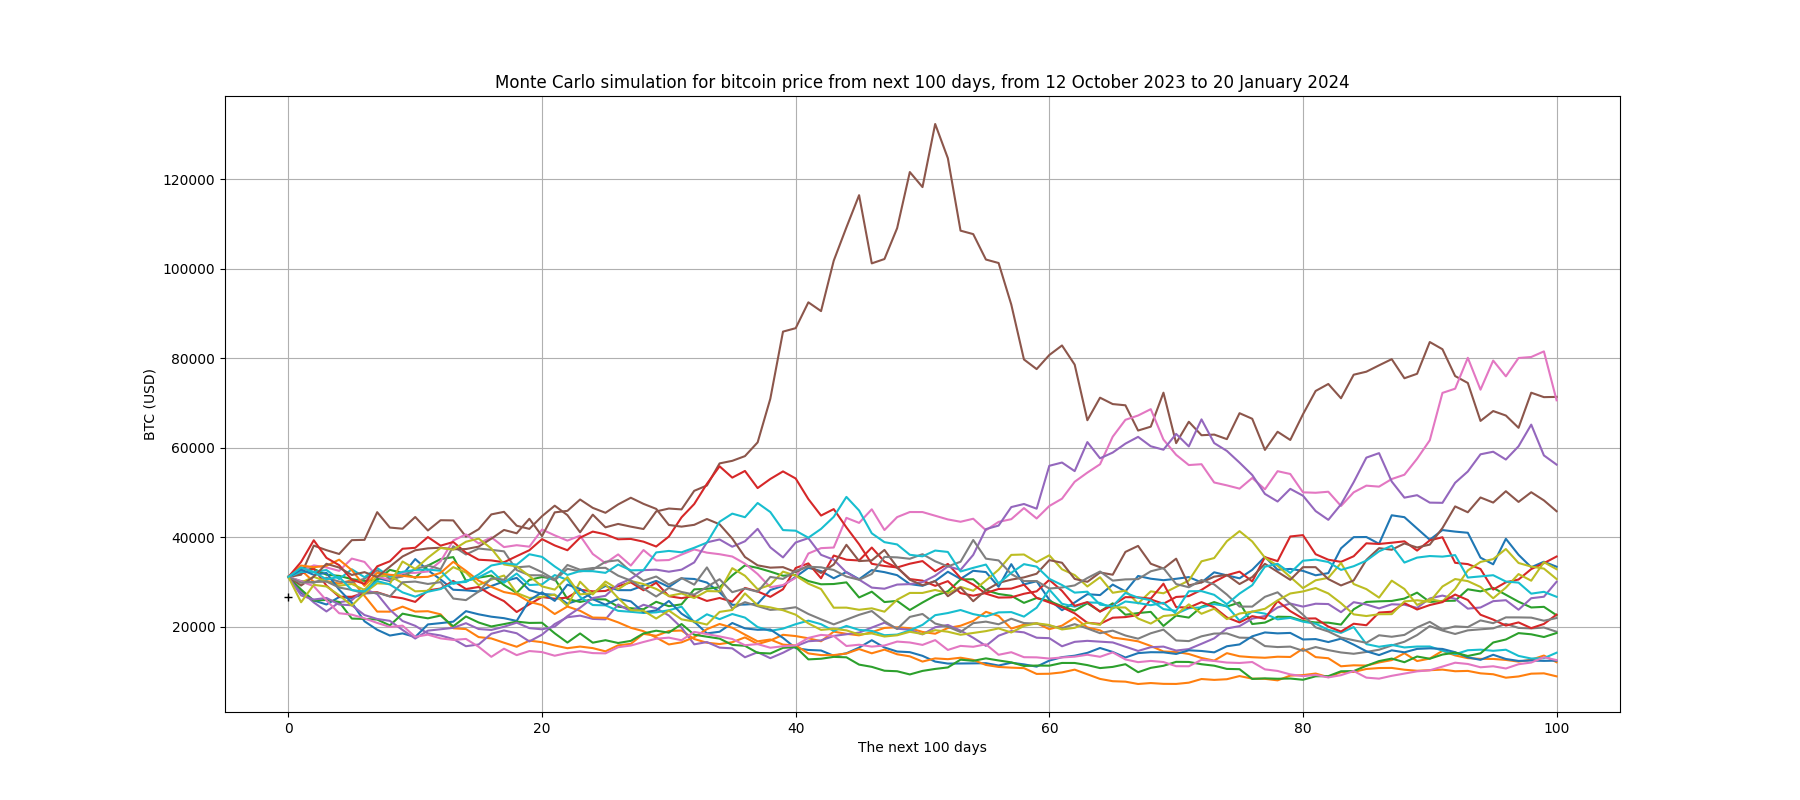 Monte Carlo simulation for bitcoin price from next 100 days, from 12 October 2023 to 20 January 2024
120000
100000
80000
60000
40000
20000
BTC (USD)
0 20 40 60 80 100
The next 100 days